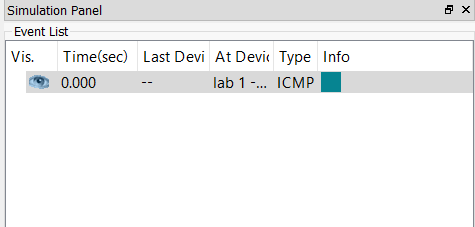 Simulation Panel
Event List
Vis. Time(sec) Last Devi At Devic Type Info
0.000 -- lab 1 -... ICMP